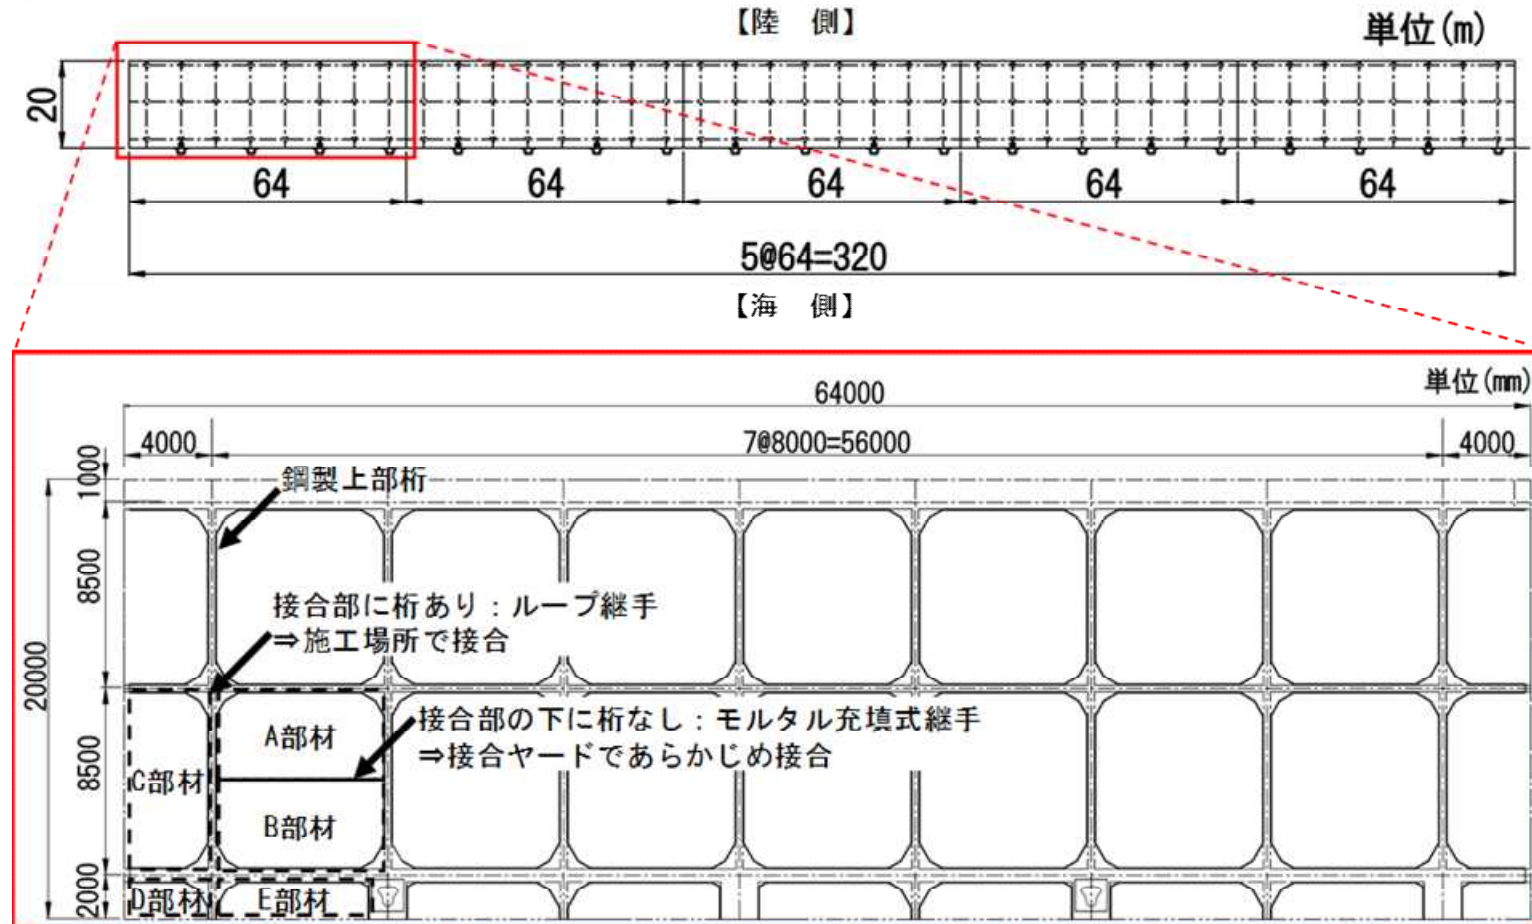 【陸　側】
単位(m)
20
64
64
64
64
64
5@64=320
【海　側】
単位(mm)
64000
4000
7@8000=56000
4000
1000
鋼製上部桁
8500
接合部に桁あり：ループ継手
⇒施工場所で接合
20000
接合部の下に桁なし：モルタル充填式継手
⇒接合ヤードであらかじめ接合
A部材
8500
C部材
B部材
2000
D部材
E部材